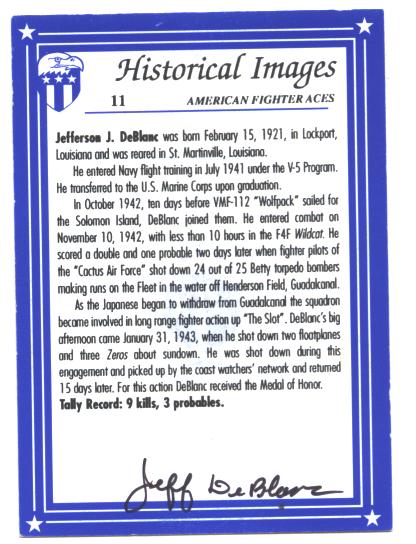 Historical Images
11 AMERICAN FIGHTER ACES
Jefferson J. DeBlanc was born February 15, 1921, in Lockport,
Louisiana and was reared in St. Martinville, Louisiana.
He entered Navy flight training in July 1941 under the V-5 Program.
He transferred to the U.S. Marine Corps upon graduation.
In October 1942, ten days before VMF-112 "Wolfpack" sailed for
the Solomon Island, DeBlanc joined them. He entered combat on
November 10, 1942, with less than 10 hours in the F4F Wildcat. He
scored a double and one probable two days later when fighter pilots of
the "Cactus Air Force" shot down 24 out of 25 Betty torpedo bombers
making runs on the Fleet in the water off Henderson Field, Guadakanal.
As the Japanese began to withdraw from Guadakanal the squadron
became involved in long range fighter action up "The Slot". DeBlanc's big
afternoon came January 31, 1943, when he shot down two floatplanes
and three Zeros about sundown. He was shot down during this
engagement and picked up by the coast watchers' network and returned
15 days later. For this action DeBlanc received the Medal of Honor.
Tally Record: 9 kills, 3 probables.
Jeff DeBlanc